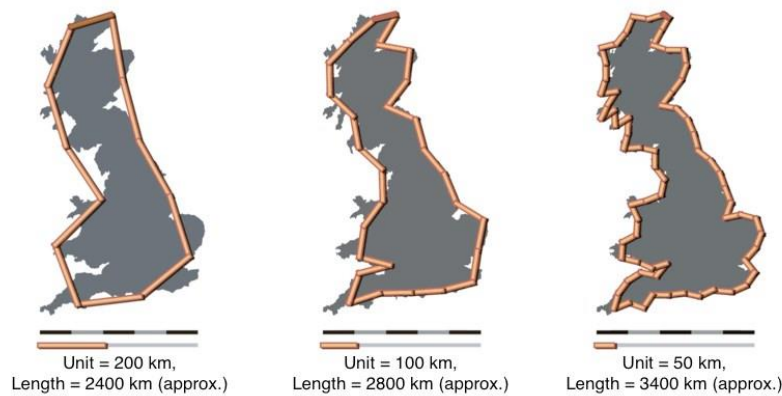 Unit = 200 km,
Length = 2400 km (approx.)
Unit = 100 km,
Length = 2800 km (approx.)
Unit = 50 km,
Length = 3400 km (approx.)